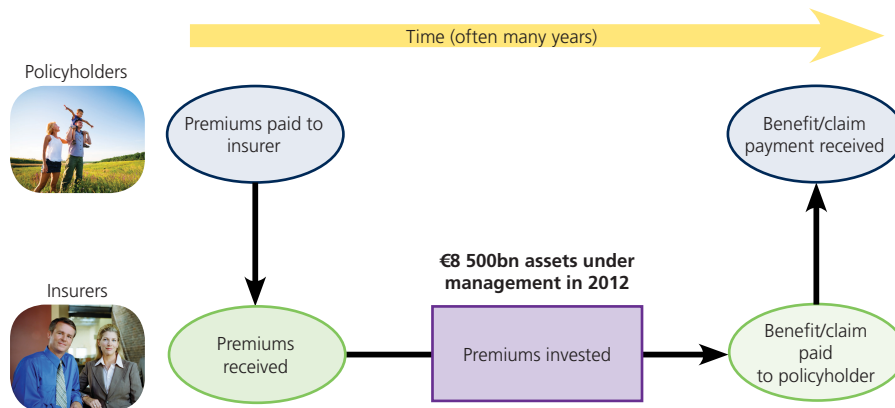 Time (often many years)
Policyholders
Premiums paid to
insurer
Benefit/claim
payment received
€8 500bn assets under
management in 2012
Insurers
Premiums
received
Premiums invested
Benefit/claim
paid
to policyholder